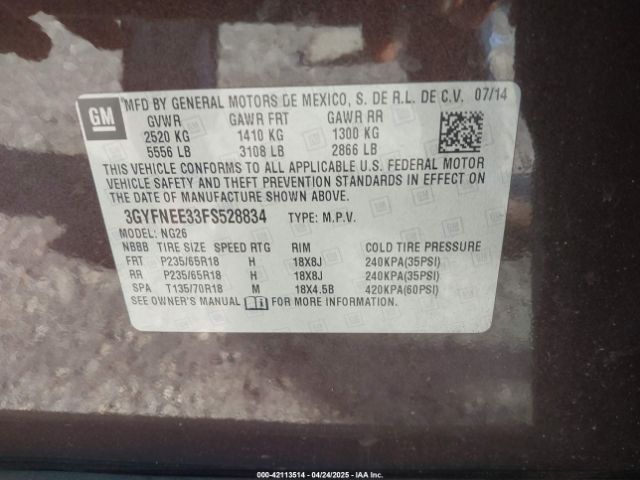 GM
MFD BY GENERAL MOTORS DE MEXICO, S. DE R.L. DE C.V. 07/14
GVWR GAWR FRT GAWR RR
2520 KG 1410 KG 1300 KG
5556 LB 3108 LB 2866 LB
THIS VEHICLE CONFORMS TO ALL APPLICABLE U.S. FEDERAL MOTOR
VEHICLE SAFETY AND THEFT PREVENTION STANDARDS IN EFFECT ON
THE DATE OF MANUFACTURE SHOWN ABOVE.
3GYFNEE33FS528834 TYPE: M.P.V.
MODEL: NG26
NBBB TIRE SIZE SPEED RTG RIM COLD TIRE PRESSURE
FRT P235/65R18 H 18X8J 240KPA(35PSI)
RR P235/65R18 H 18X8J 240KPA(35PSI)
SPA T135/70R18 M 18X4.5B 420KPA(60PSI)
SEE OWNER'S MANUAL FOR MORE INFORMATION.
000-42113514 - 04/24/2025 - IAA Inc.